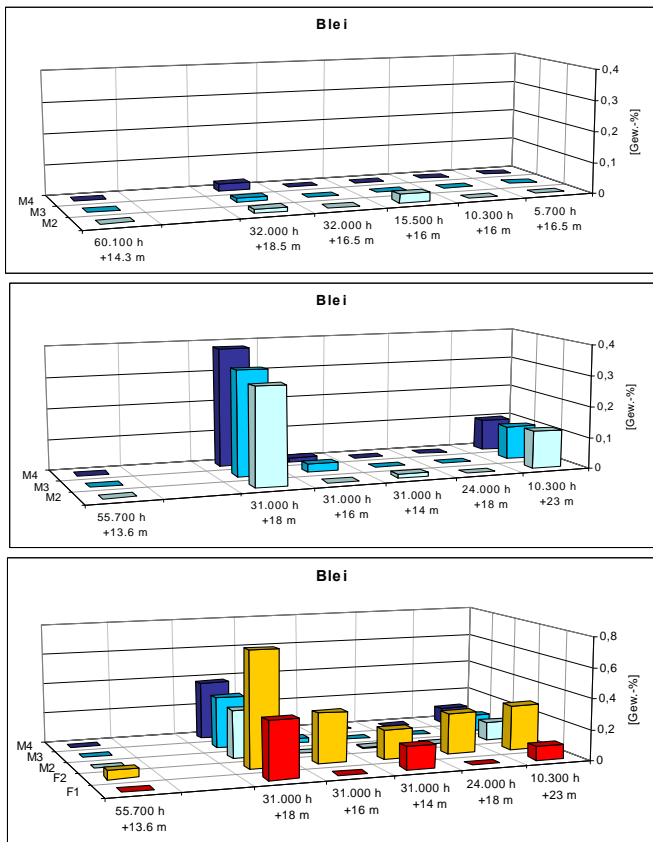 Blei
0,4
0,3
0,2
0,1
0
[Gew.-%]
M4
M3
M2
60.100 h
+14.3 m
32.000 h
+18.5 m
32.000 h
+16.5 m
15.500 h
+16 m
10.300 h
+16 m
5.700 h
+16.5 m
Blei
0,4
0,3
0,2
0,1
0
[Gew.-%]
M4
M3
M2
55.700 h
+13.6 m
31.000 h
+18 m
31.000 h
+16 m
31.000 h
+14 m
24.000 h
+18 m
10.300 h
+23 m
Blei
0,8
0,6
0,4
0,2
0
[Gew.-%]
M4
M3
M2
F2
F1
55.700 h
+13.6 m
31.000 h
+18 m
31.000 h
+16 m
31.000 h
+14 m
24.000 h
+18 m
10.300 h
+23 m